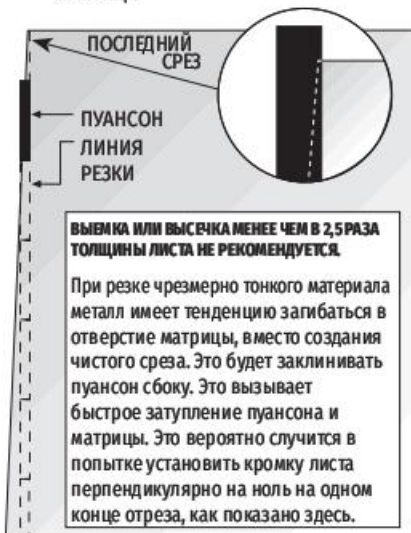 ПОСЛЕДНИЙ
СРЕЗ
ПУАНСОН
ЛИНИЯ
РЕЗКИ
ВЫЕМКА ИЛИ ВЫСЕЧКА МЕНЕЕ ЧЕМ В 2,5 РАЗА
ТОЛЩИНЫ ЛИСТА НЕ РЕКОМЕНДУЕТСЯ.
При резке чрезмерно тонкого материала
металл имеет тенденцию загибаться в
отверстие матрицы, вместо создания
чистого среза. Это будет заклинивать
пуансон сбоку. Это вызывает
быстрое затупление пуансона и
матрицы. Это вероятно случится в
попытке установить кромку листа
перпендикулярно на ноль на одном
конце отреза, как показано здесь.